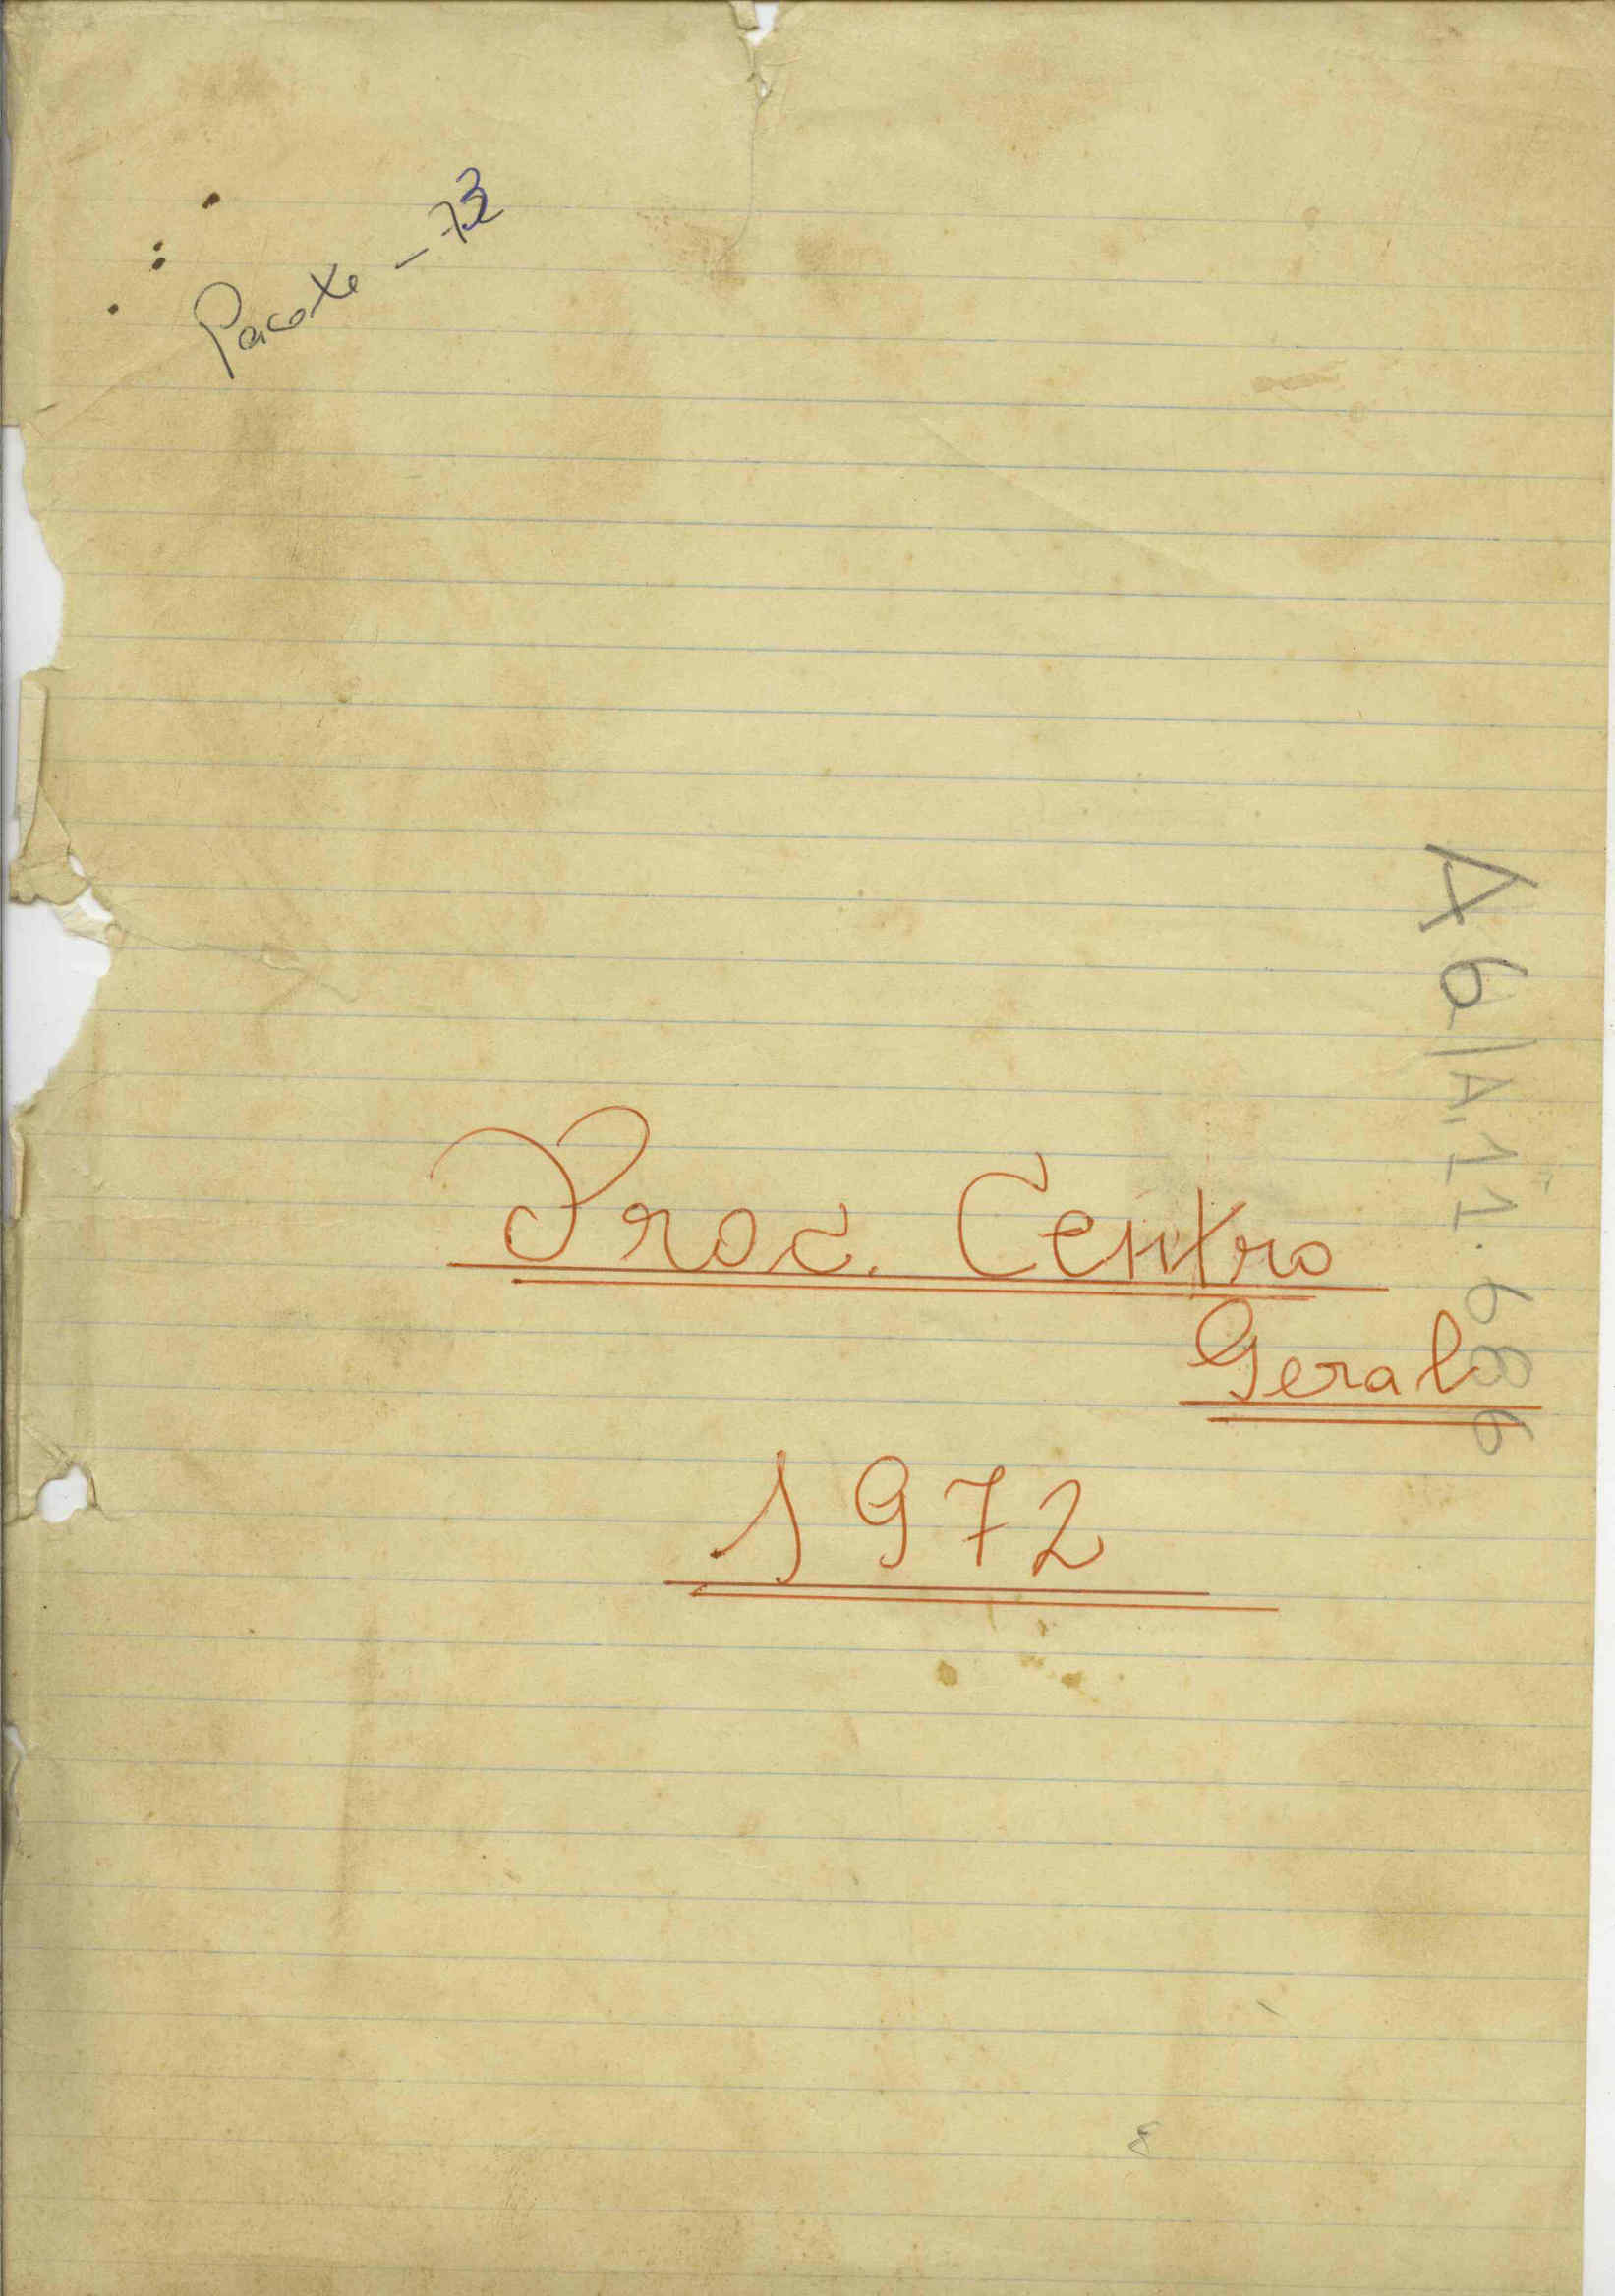 Pacote - 73
Proc. Centro
Geral
1972
A6/A.11.686